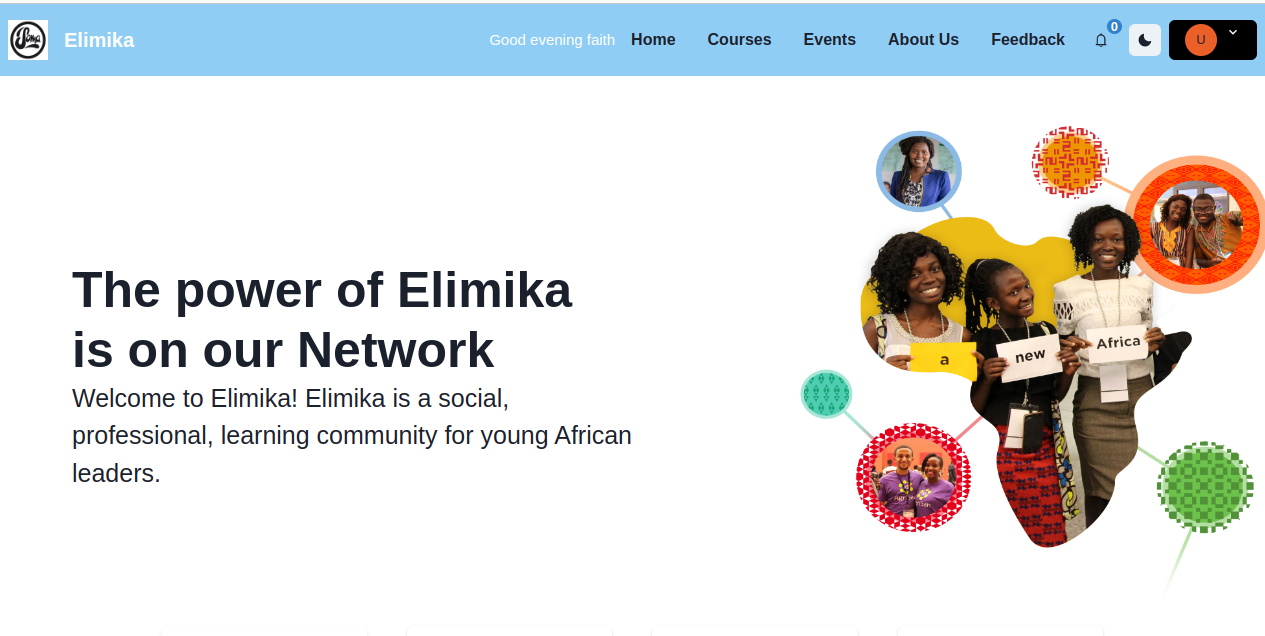 Elimika
Good evening faith
Home
Courses
Events
About Us
Feedback
0
U
The power of Elimika
is on our Network
Welcome to Elimika! Elimika is a social,
professional, learning community for young African
leaders.
a
new
Africa